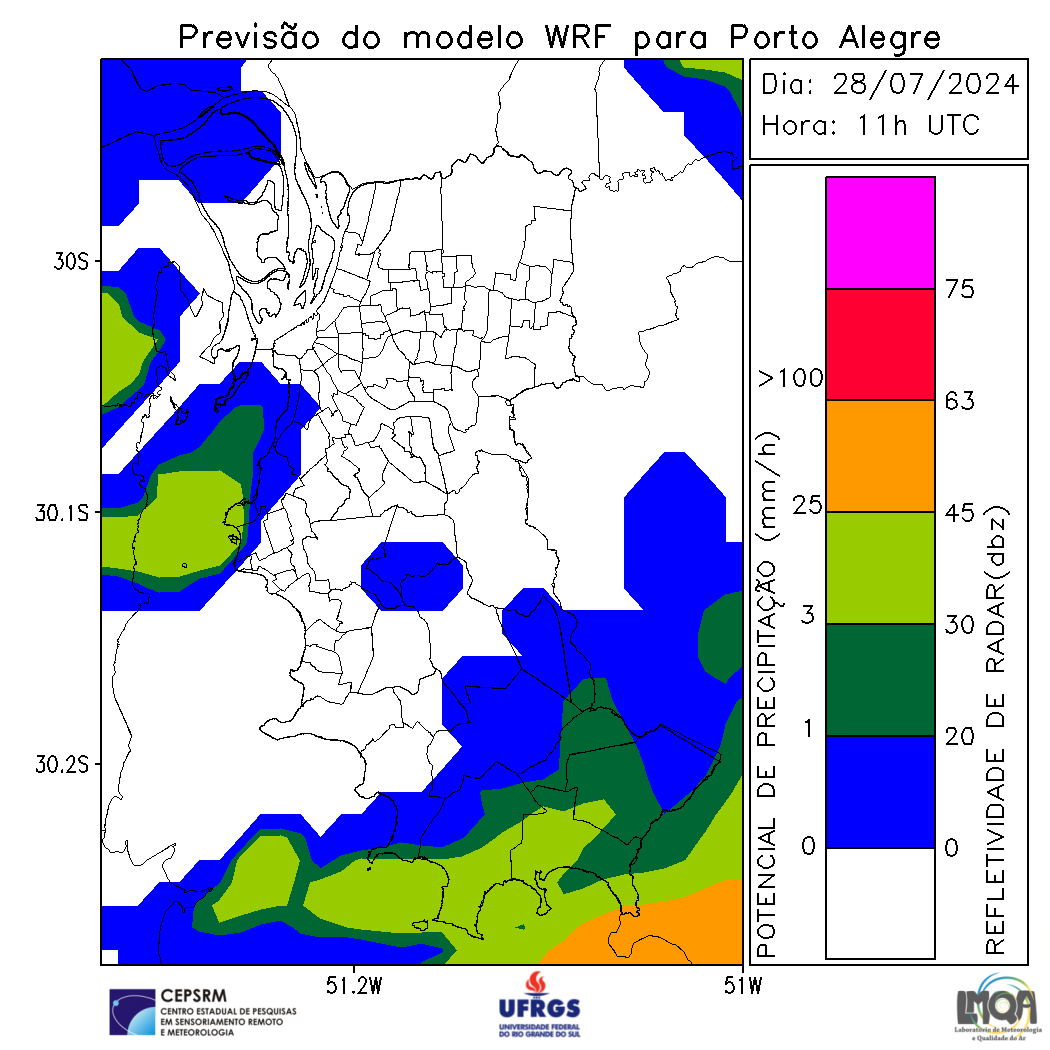 Previsão do modelo WRF para Porto Alegre
Dia: 28/07/2024
Hora: 11h UTC
30S
30.1S
30.2S
51.2W
51W
POTENCIAL DE PRECIPITAÇÃO (mm/h)
>100
25
3
1
0
75
63
45
30
20
0
REFLETIVIDADE DE RADAR(dbz)
CEPSRM
CENTRO ESTADUAL DE PESQUISAS
EM SENSORIAMENTO REMOTO
E METEOROLOGIA
UFRGS
UNIVERSIDADE FEDERAL
DO RIO GRANDE DO SUL
LMQA
Laboratório de Meteorologia
e Qualidade do Ar